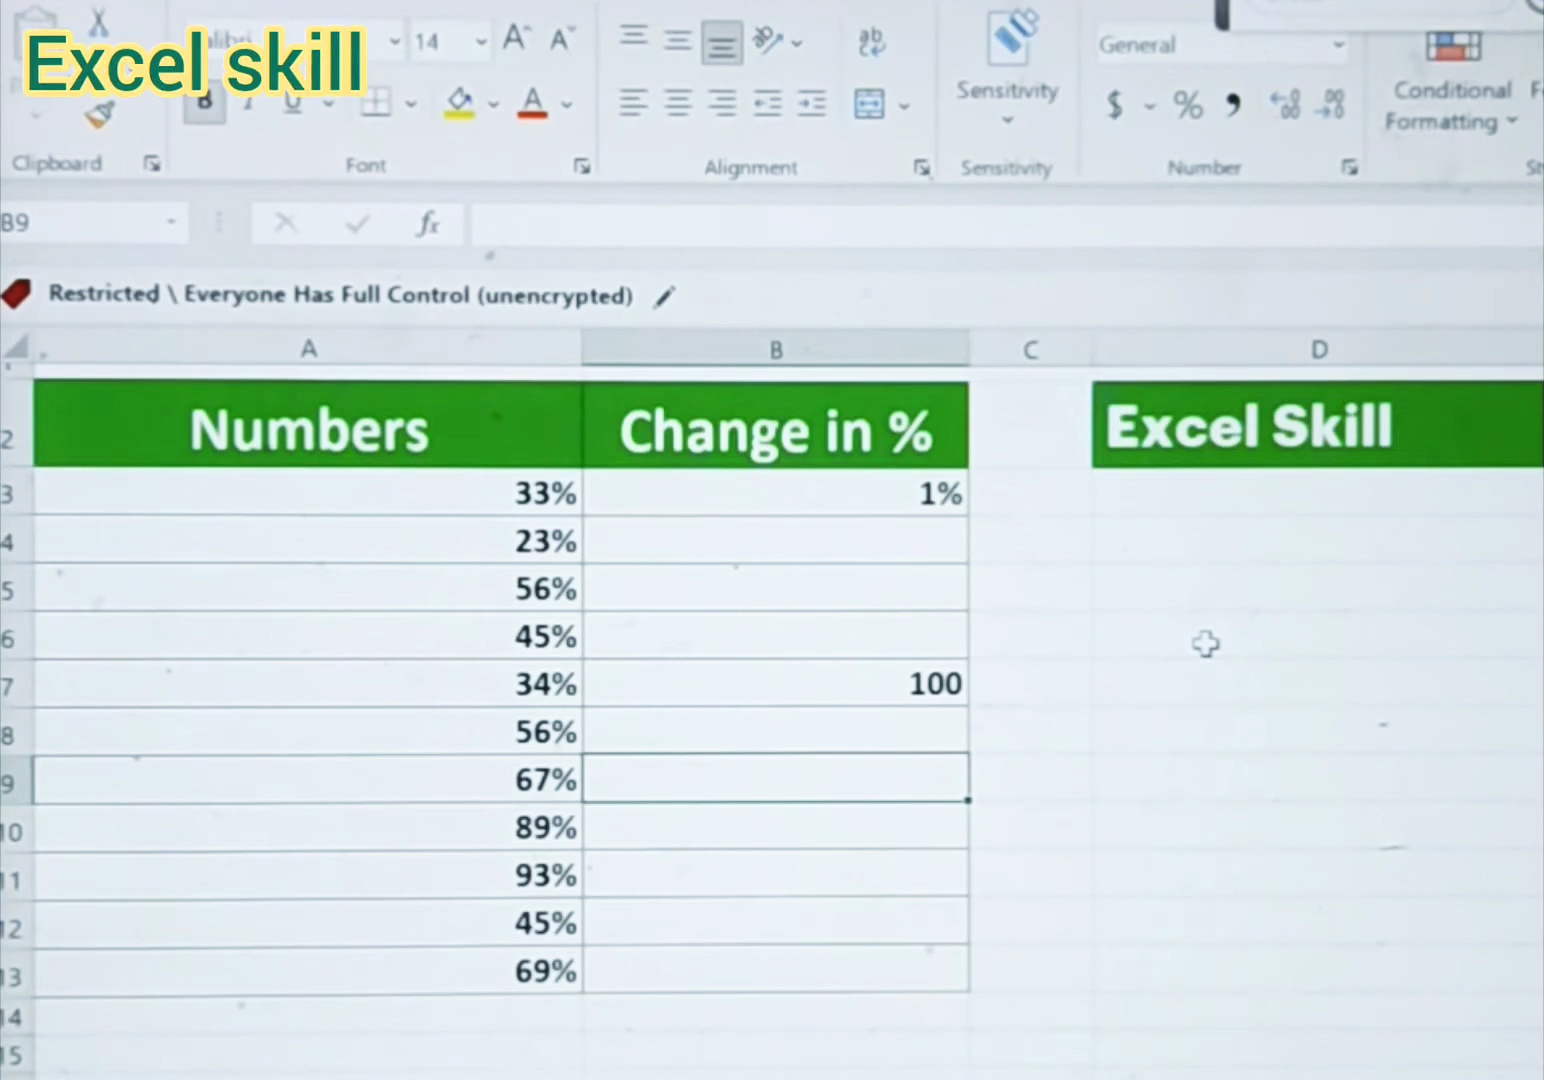 Excel skill
14
General
Sensitivity
Conditional
Formatting
Clipboard
Font
Alignment
Sensitivity
Number
B9
fx
Restricted \ Everyone Has Full Control (unencrypted)
A B C D
2 Numbers Change in % Excel Skill
3 33% 1%
4 23%
5 56%
6 45%
7 34% 100
8 56%
9 67%
10 89%
11 93%
12 45%
13 69%
14
15